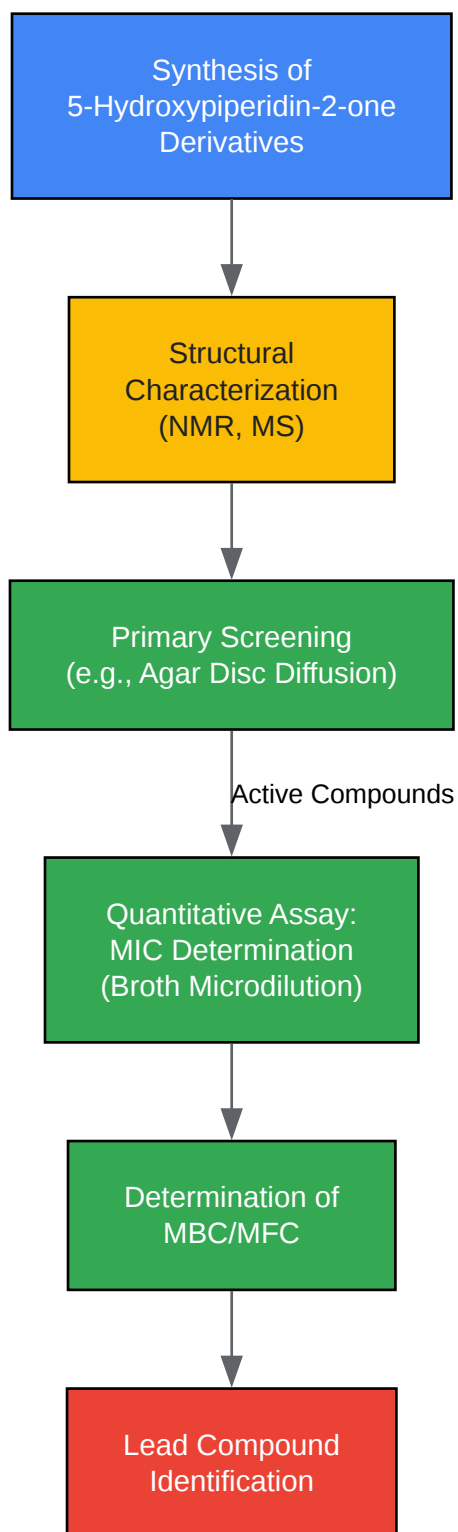 Synthesis of
5-Hydroxypiperidin-2-one
Derivatives
Structural
Characterization
(NMR, MS)
Primary Screening
(e.g., Agar Disc Diffusion)
Active Compounds
Quantitative Assay:
MIC Determination
(Broth Microdilution)
Determination of
MBC/MFC
Lead Compound
Identification